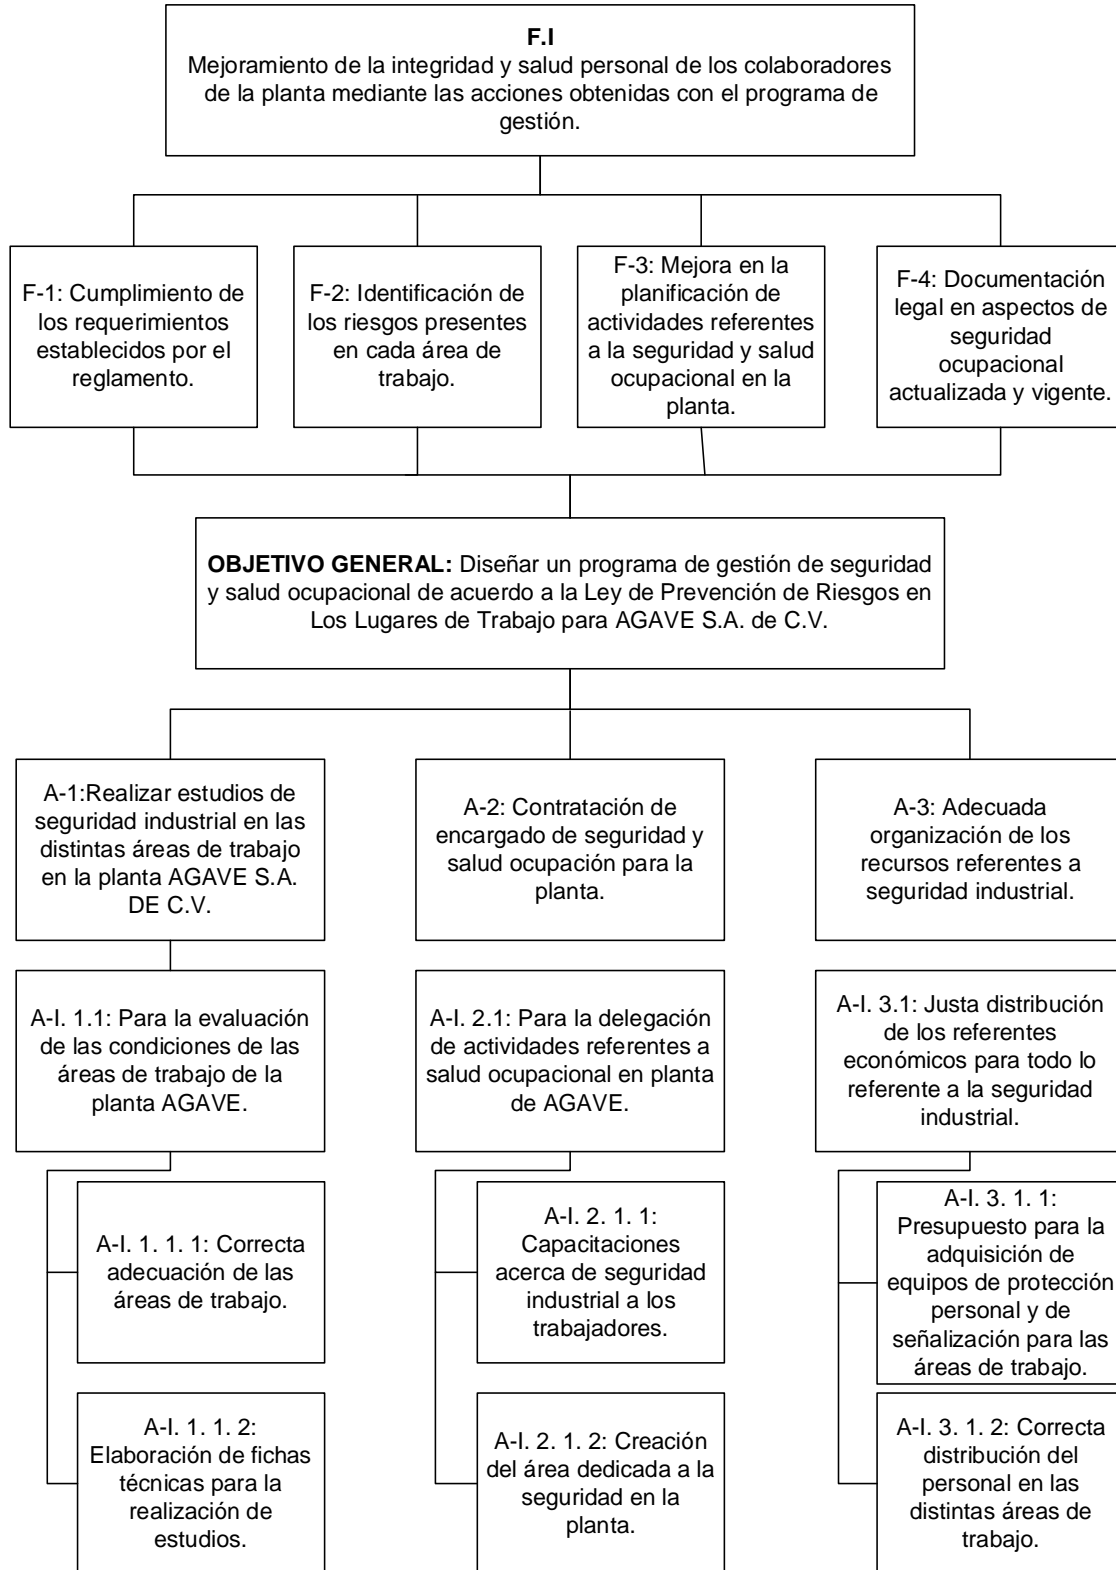 F.I
Mejoramiento de la integridad y salud personal de los colaboradores
de la planta mediante las acciones obtenidas con el programa de
gestión.
F-1: Cumplimiento de
los requerimientos
establecidos por el
reglamento.
F-2: Identificación de
los riesgos presentes
en cada área de
trabajo.
F-3: Mejora en la
planificación de
actividades referentes
a la seguridad y salud
ocupacional en la
planta.
F-4: Documentación
legal en aspectos de
seguridad
ocupacional
actualizada y vigente.
OBJETIVO GENERAL: Diseñar un programa de gestión de seguridad
y salud ocupacional de acuerdo a la Ley de Prevención de Riesgos en
Los Lugares de Trabajo para AGAVE S.A. de C.V.
A-1:Realizar estudios de
seguridad industrial en las
distintas áreas de trabajo
en la planta AGAVE S.A.
DE C.V.
A-2: Contratación de
encargado de seguridad y
salud ocupación para la
planta.
A-3: Adecuada
organización de los
recursos referentes a
seguridad industrial.
A-I. 1.1: Para la evaluación
de las condiciones de las
áreas de trabajo de la
planta AGAVE.
A-I. 2.1: Para la delegación
de actividades referentes a
salud ocupacional en planta
de AGAVE.
A-I. 3.1: Justa distribución
de los referentes
económicos para todo lo
referente a la seguridad
industrial.
A-I. 1. 1. 1: Correcta
adecuación de las
áreas de trabajo.
A-I. 2. 1. 1:
Capacitaciones
acerca de seguridad
industrial a los
trabajadores.
A-I. 3. 1. 1:
Presupuesto para la
adquisición de
equipos de protección
personal y de
señalización para las
áreas de trabajo.
A-I. 1. 1. 2:
Elaboración de fichas
técnicas para la
realización de
estudios.
A-I. 2. 1. 2: Creación
del área dedicada a la
seguridad en la
planta.
A-I. 3. 1. 2: Correcta
distribución del
personal en las
distintas áreas de
trabajo.